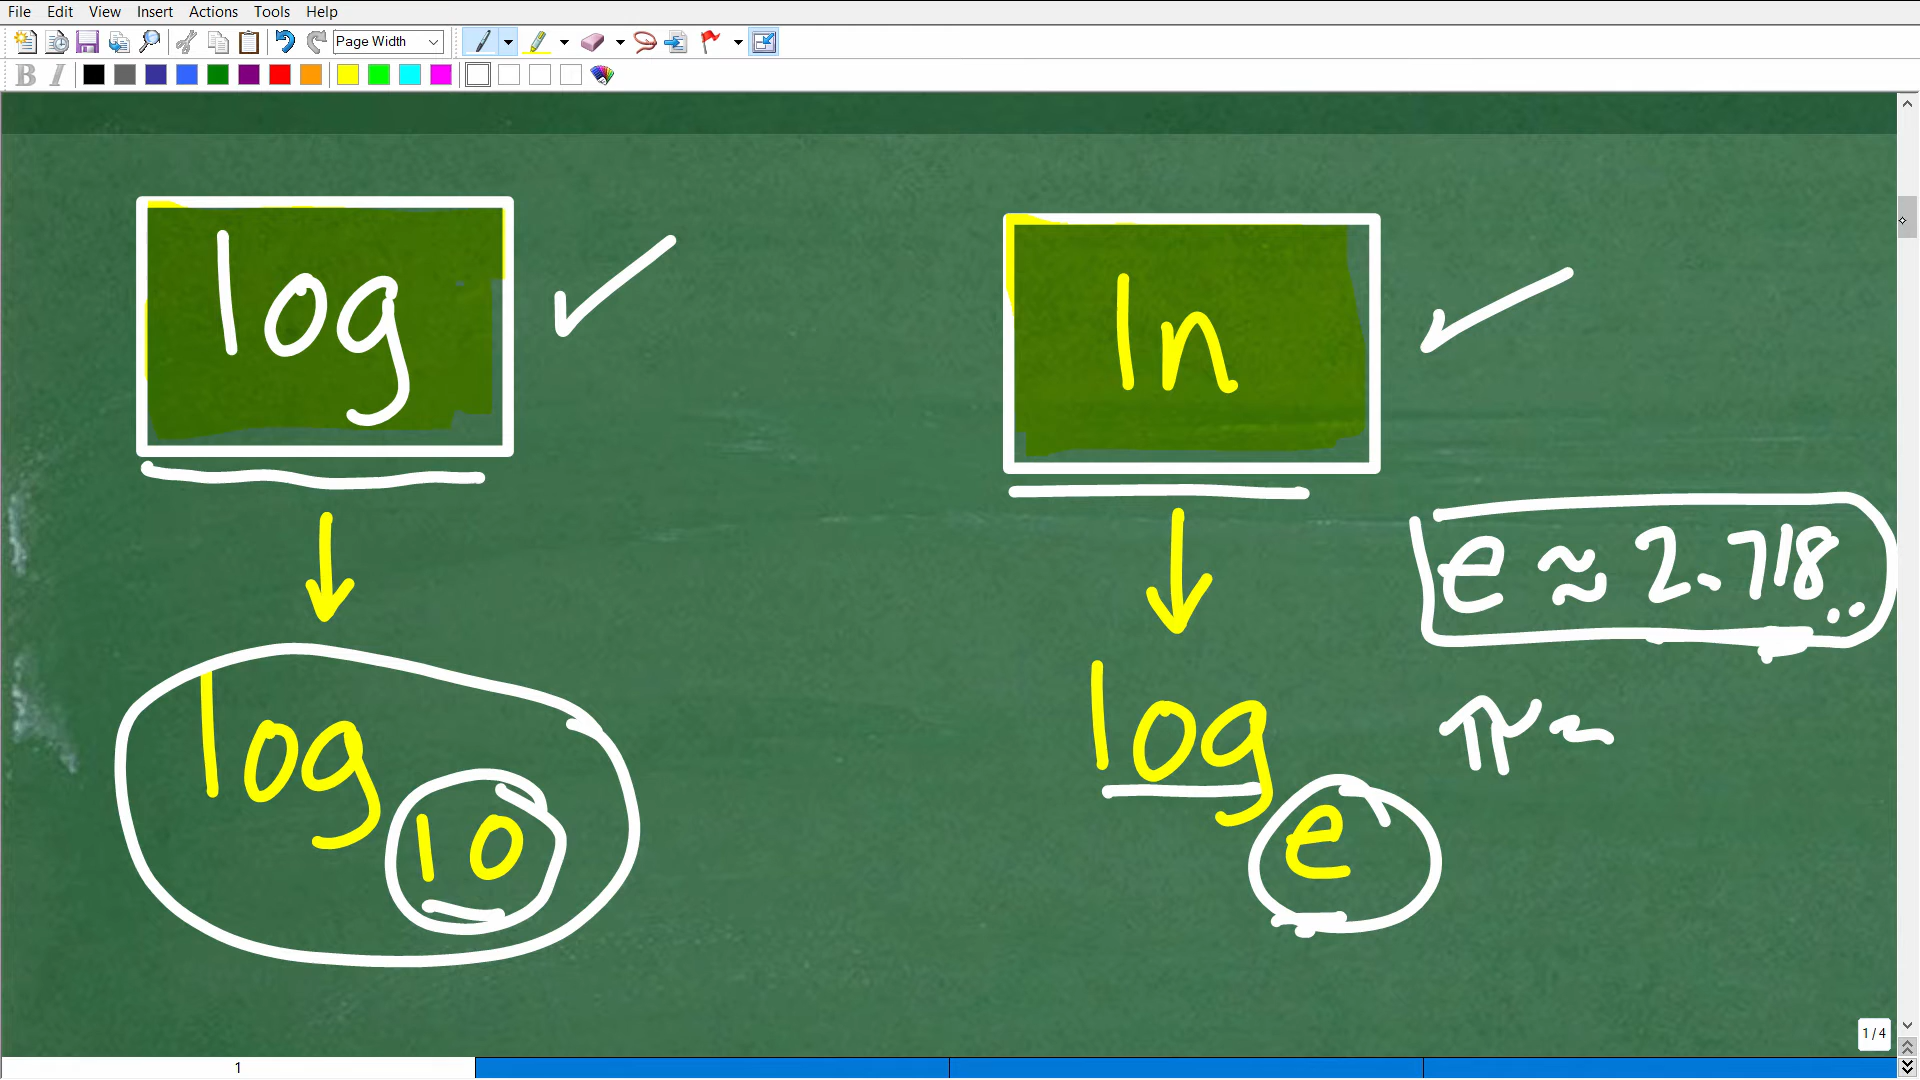 File Edit View Insert Actions Tools Help
Page Width
B I
log
ln
e ≈ 2.718..
log 10
log e
π ~
1 / 4
1